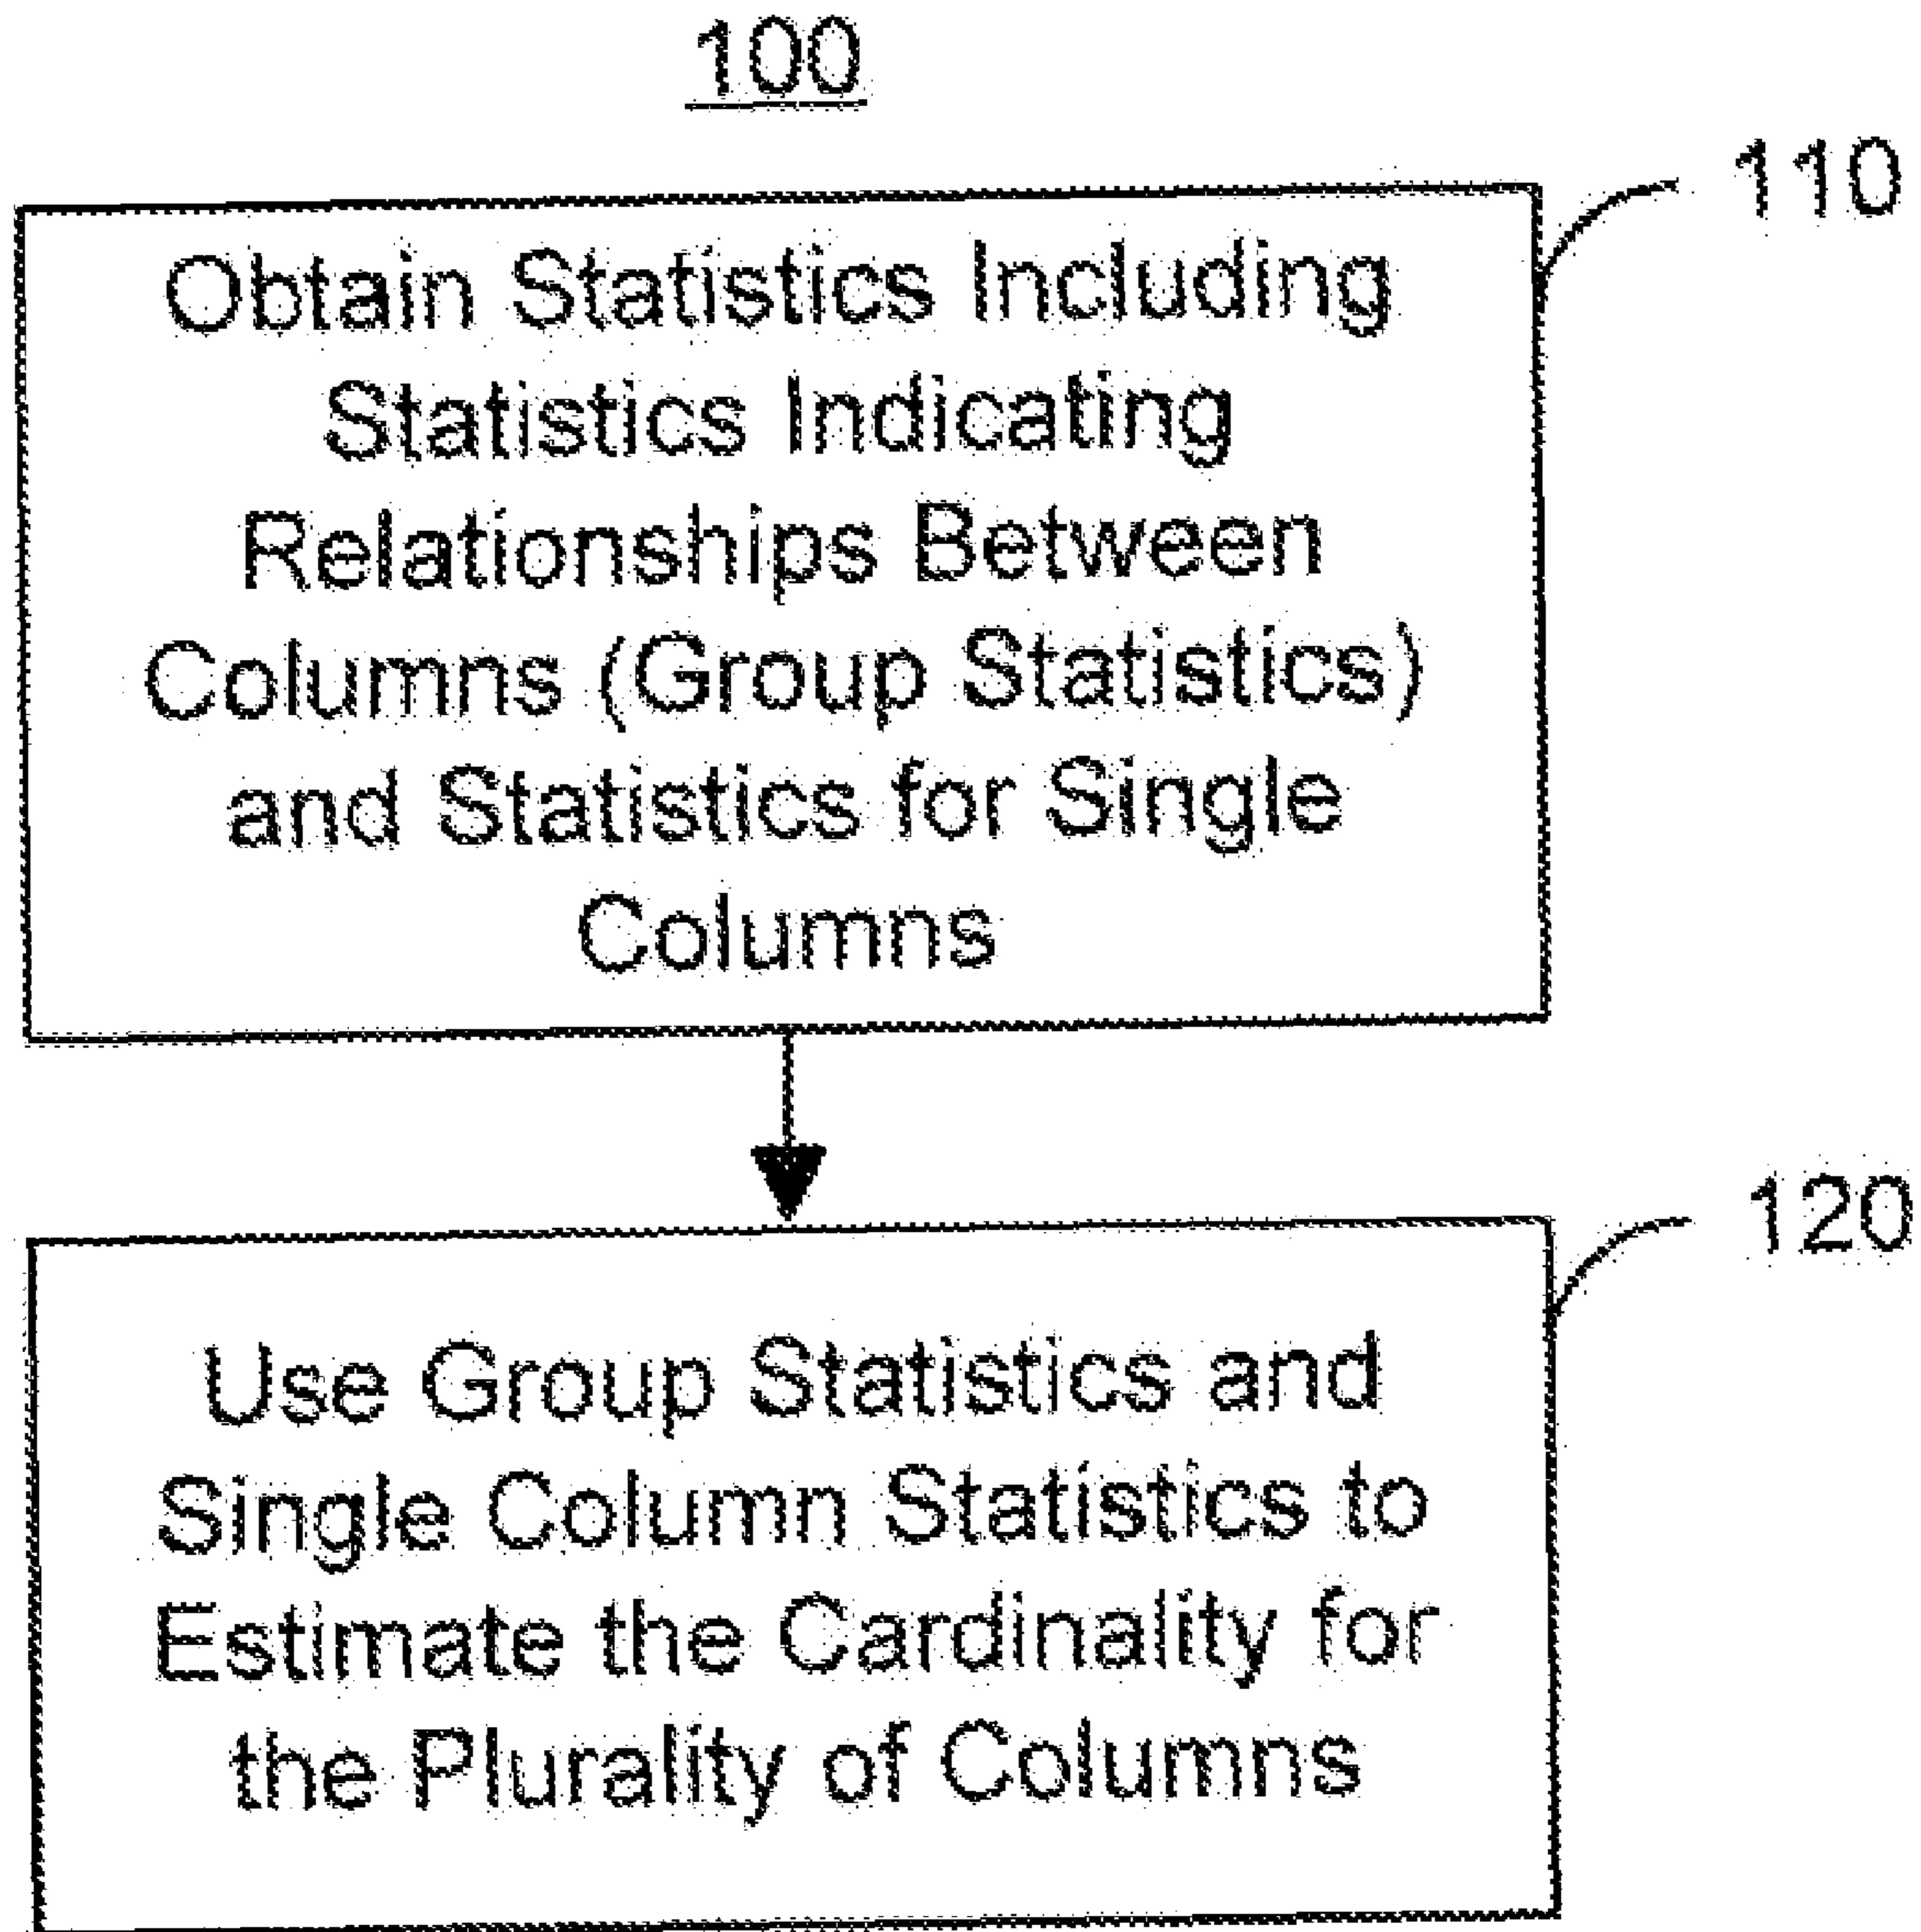 100
110
Obtain Statistics Including
Statistics Indicating
Relationships Between
Columns (Group Statistics)
and Statistics for Single
Columns
120
Use Group Statistics and
Single Column Statistics to
Estimate the Cardinality for
the Plurality of Columns